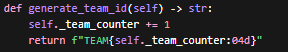 def generate_team_id(self) -> str:
    self._team_counter += 1
    return f"TEAM{self._team_counter:04d}"